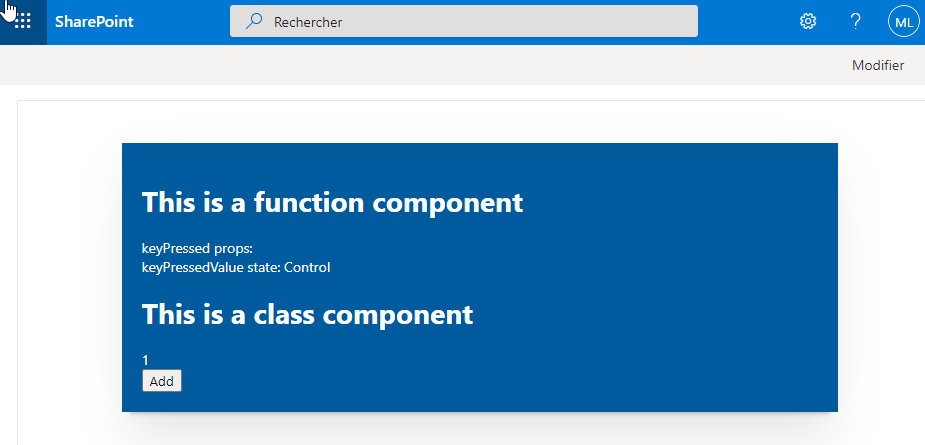 SharePoint
Rechercher
?
ML
Modifier
This is a function component
keyPressed props:
keyPressedValue state: Control
This is a class component
1
Add